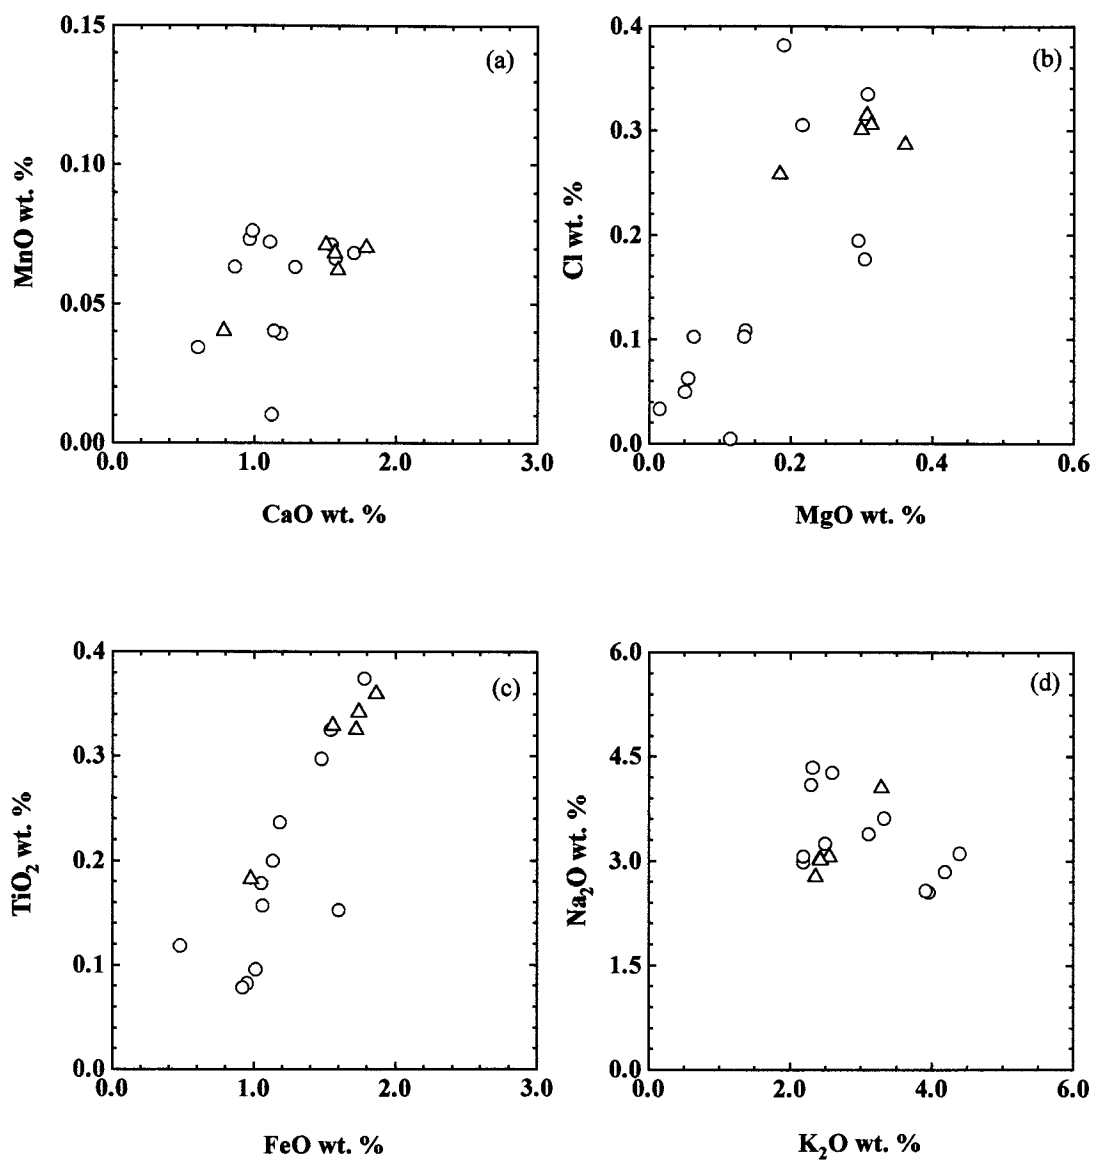 0.15
0.10
0.05
0.00
MnO wt. %
(a)
0.0
1.0
2.0
3.0
CaO wt. %
0.4
0.3
0.2
0.1
0.0
Cl wt. %
(b)
0.0
0.2
0.4
0.6
MgO wt. %
0.4
0.3
0.2
0.1
0.0
TiO₂ wt. %
(c)
0.0
1.0
2.0
3.0
FeO wt. %
6.0
4.5
3.0
1.5
0.0
Na₂O wt. %
(d)
0.0
2.0
4.0
6.0
K₂O wt. %